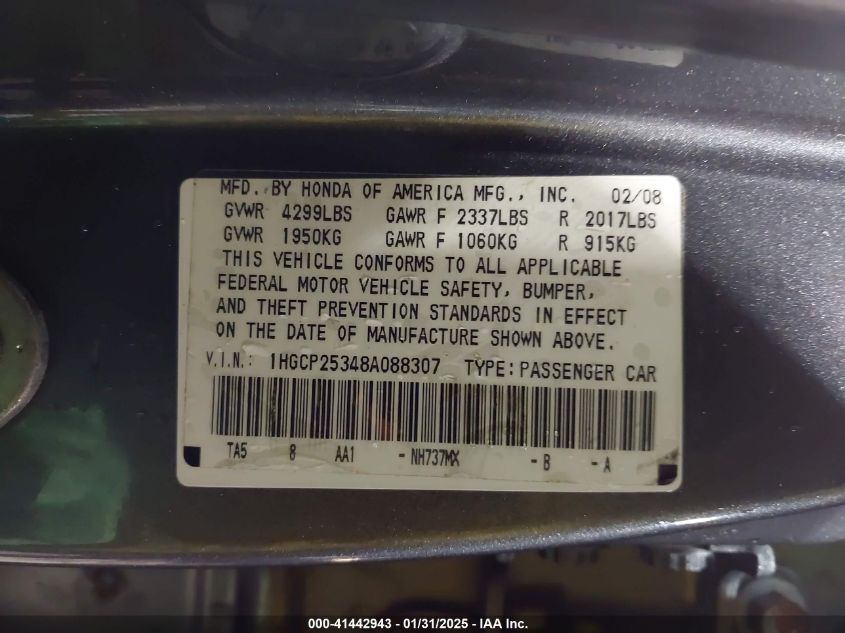 MFD. BY HONDA OF AMERICA MFG., INC. 02/08
GVWR 4299LBS GAWR F 2337LBS R 2017LBS
GVWR 1950KG GAWR F 1060KG R 915KG
THIS VEHICLE CONFORMS TO ALL APPLICABLE
FEDERAL MOTOR VEHICLE SAFETY, BUMPER,
AND THEFT PREVENTION STANDARDS IN EFFECT
ON THE DATE OF MANUFACTURE SHOWN ABOVE.
V.I.N.: 1HGCP25348A088307 TYPE: PASSENGER CAR
TA5 8 AA1 - NH737MX - B - A
000-41442943 - 01/31/2025 - IAA Inc.